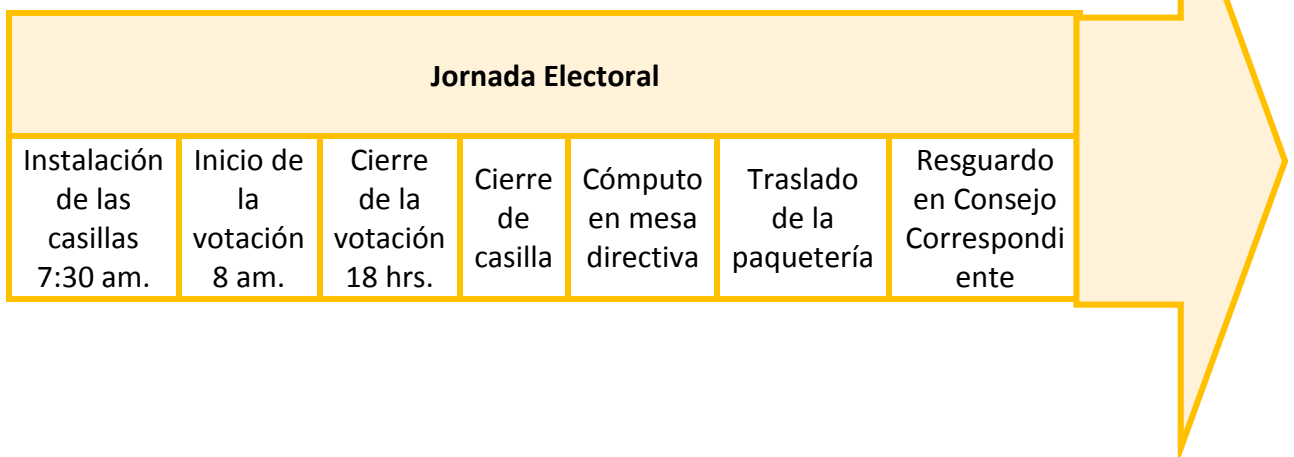 Jornada Electoral
Instalación
de las
casillas
7:30 am.
Inicio de
la
votación
8 am.
Cierre
de la
votación
18 hrs.
Cierre
de
casilla
Cómputo
en mesa
directiva
Traslado
de la
paquetería
Resguardo
en Consejo
Correspondi
ente